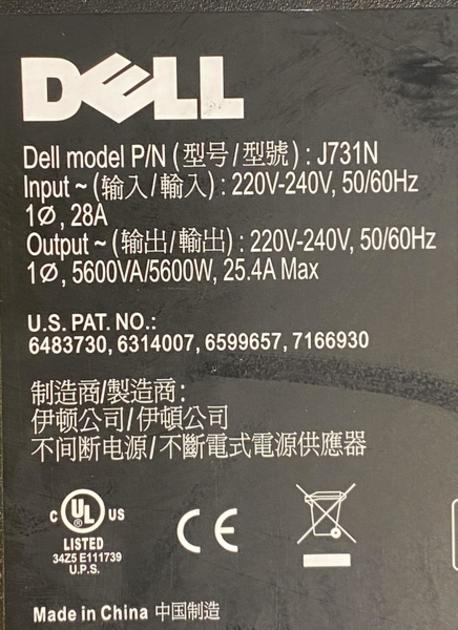 DELL
Dell model P/N (型号/型號) : J731N
Input ~ (输入/輸入) : 220V-240V, 50/60Hz
1Ø, 28A
Output ~ (输出/輸出) : 220V-240V, 50/60Hz
1Ø, 5600VA/5600W, 25.4A Max
U.S. PAT. NO.:
6483730, 6314007, 6599657, 7166930
制造商/製造商:
伊顿公司/伊頓公司
不间断电源/不斷電式電源供應器
C UL ® US
LISTED
34Z5 E111739
U.P.S.
CE
Made in China 中国制造